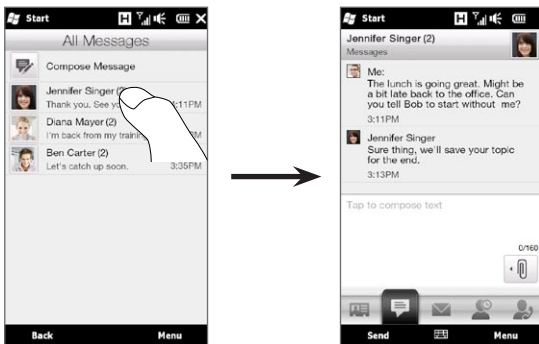 Start
H
All Messages
Compose Message
Jennifer Singer
Thank you. See :11PM
Diana Mayer (2)
I'm back from my
Ben Carter (2)
Let's catch up soon. 3:35PM
Back Menu
Start
H
Jennifer Singer (2)
Messages
Me:
The lunch is going great. Might be
a bit late back to the office. Can
you tell Bob to start without me?
3:11PM
Jennifer Singer
Sure thing, we'll save your topic
for the end.
3:13PM
Tap to compose text
0/160
Send Menu